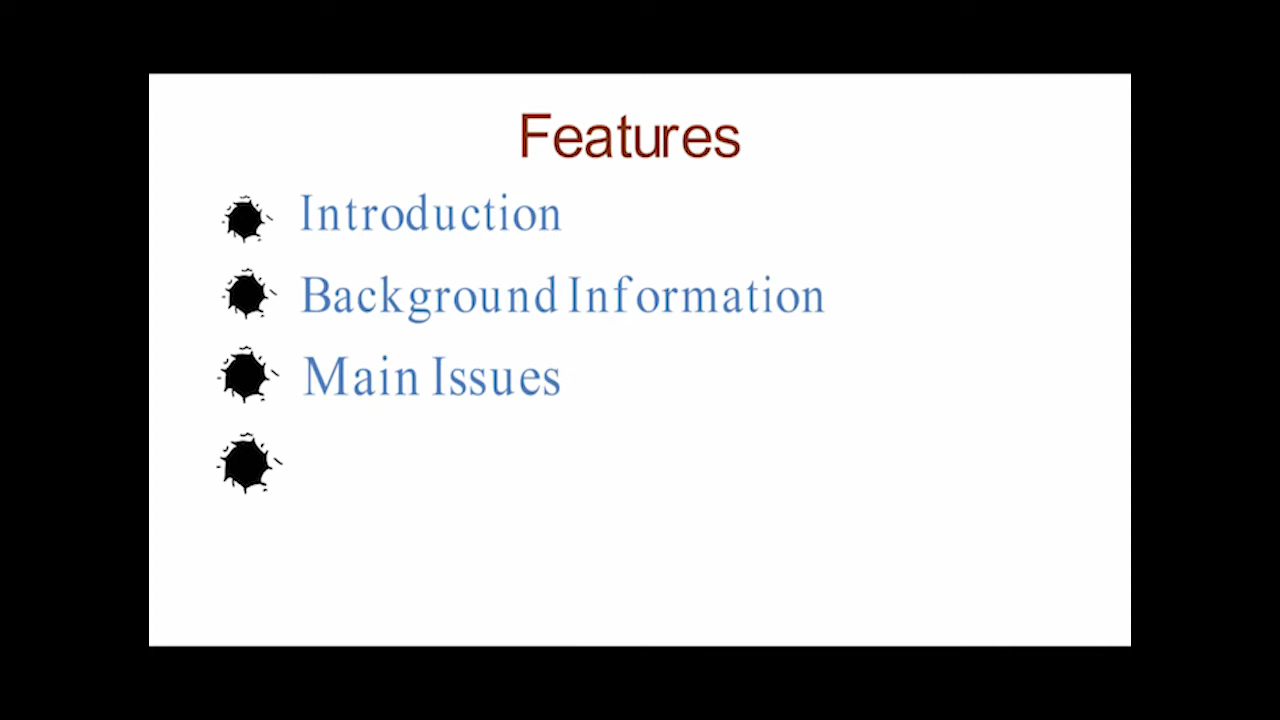 Features
Introduction
Background Information
Main Issues